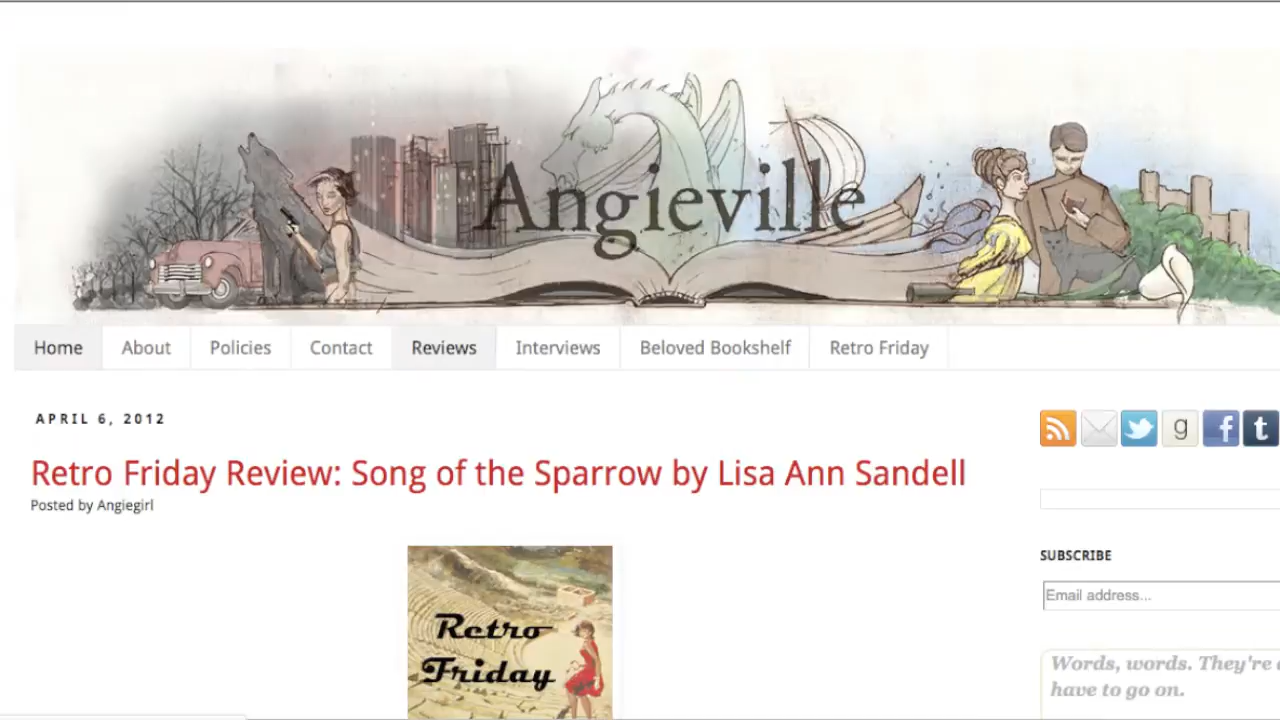 Angieville
Home About Policies Contact Reviews Interviews Beloved Bookshelf Retro Friday
APRIL 6, 2012
Retro Friday Review: Song of the Sparrow by Lisa Ann Sandell
Posted by Angiegirl
g f t
Retro
Friday
SUBSCRIBE
Email address...
Words, words. They're
have to go on.